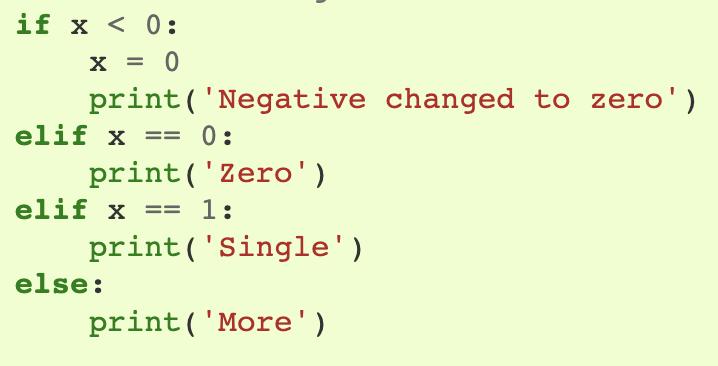 if x < 0:
    x = 0
    print('Negative changed to zero')
elif x == 0:
    print('Zero')
elif x == 1:
    print('Single')
else:
    print('More')